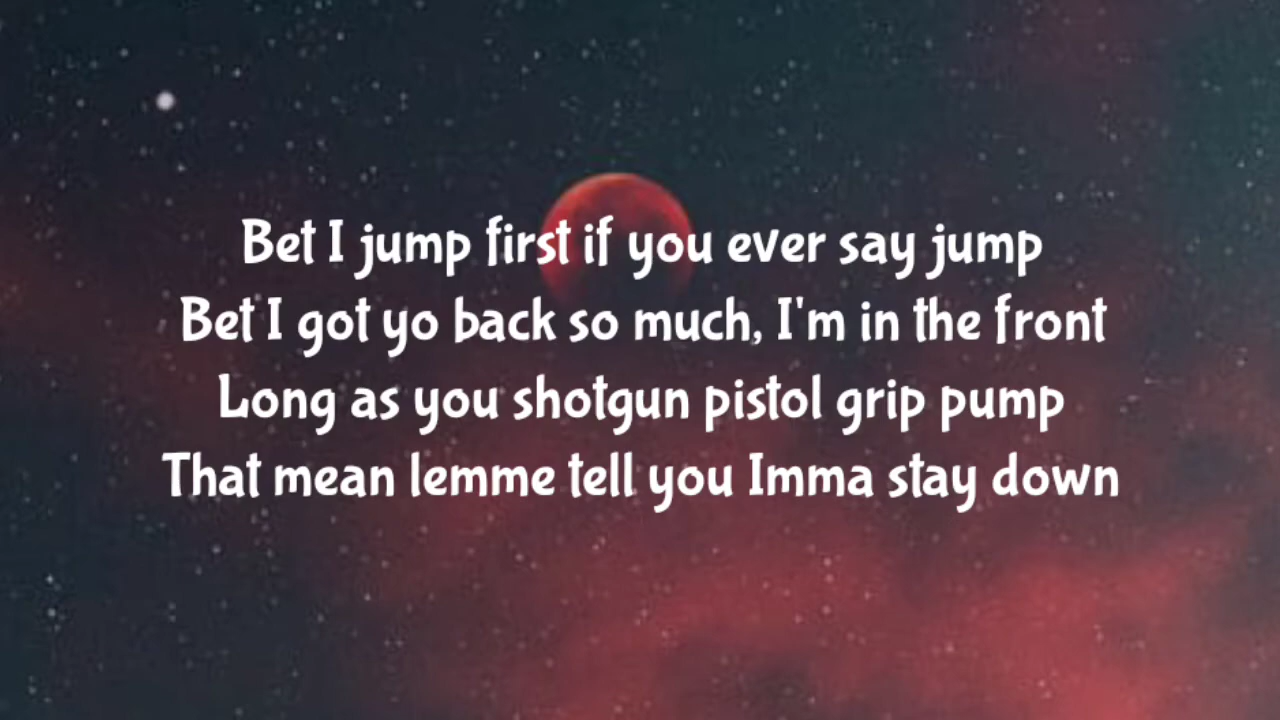 Bet I jump first if you ever say jump
Bet I got yo back so much, I'm in the front
Long as you shotgun pistol grip pump
That mean lemme tell you Imma stay down